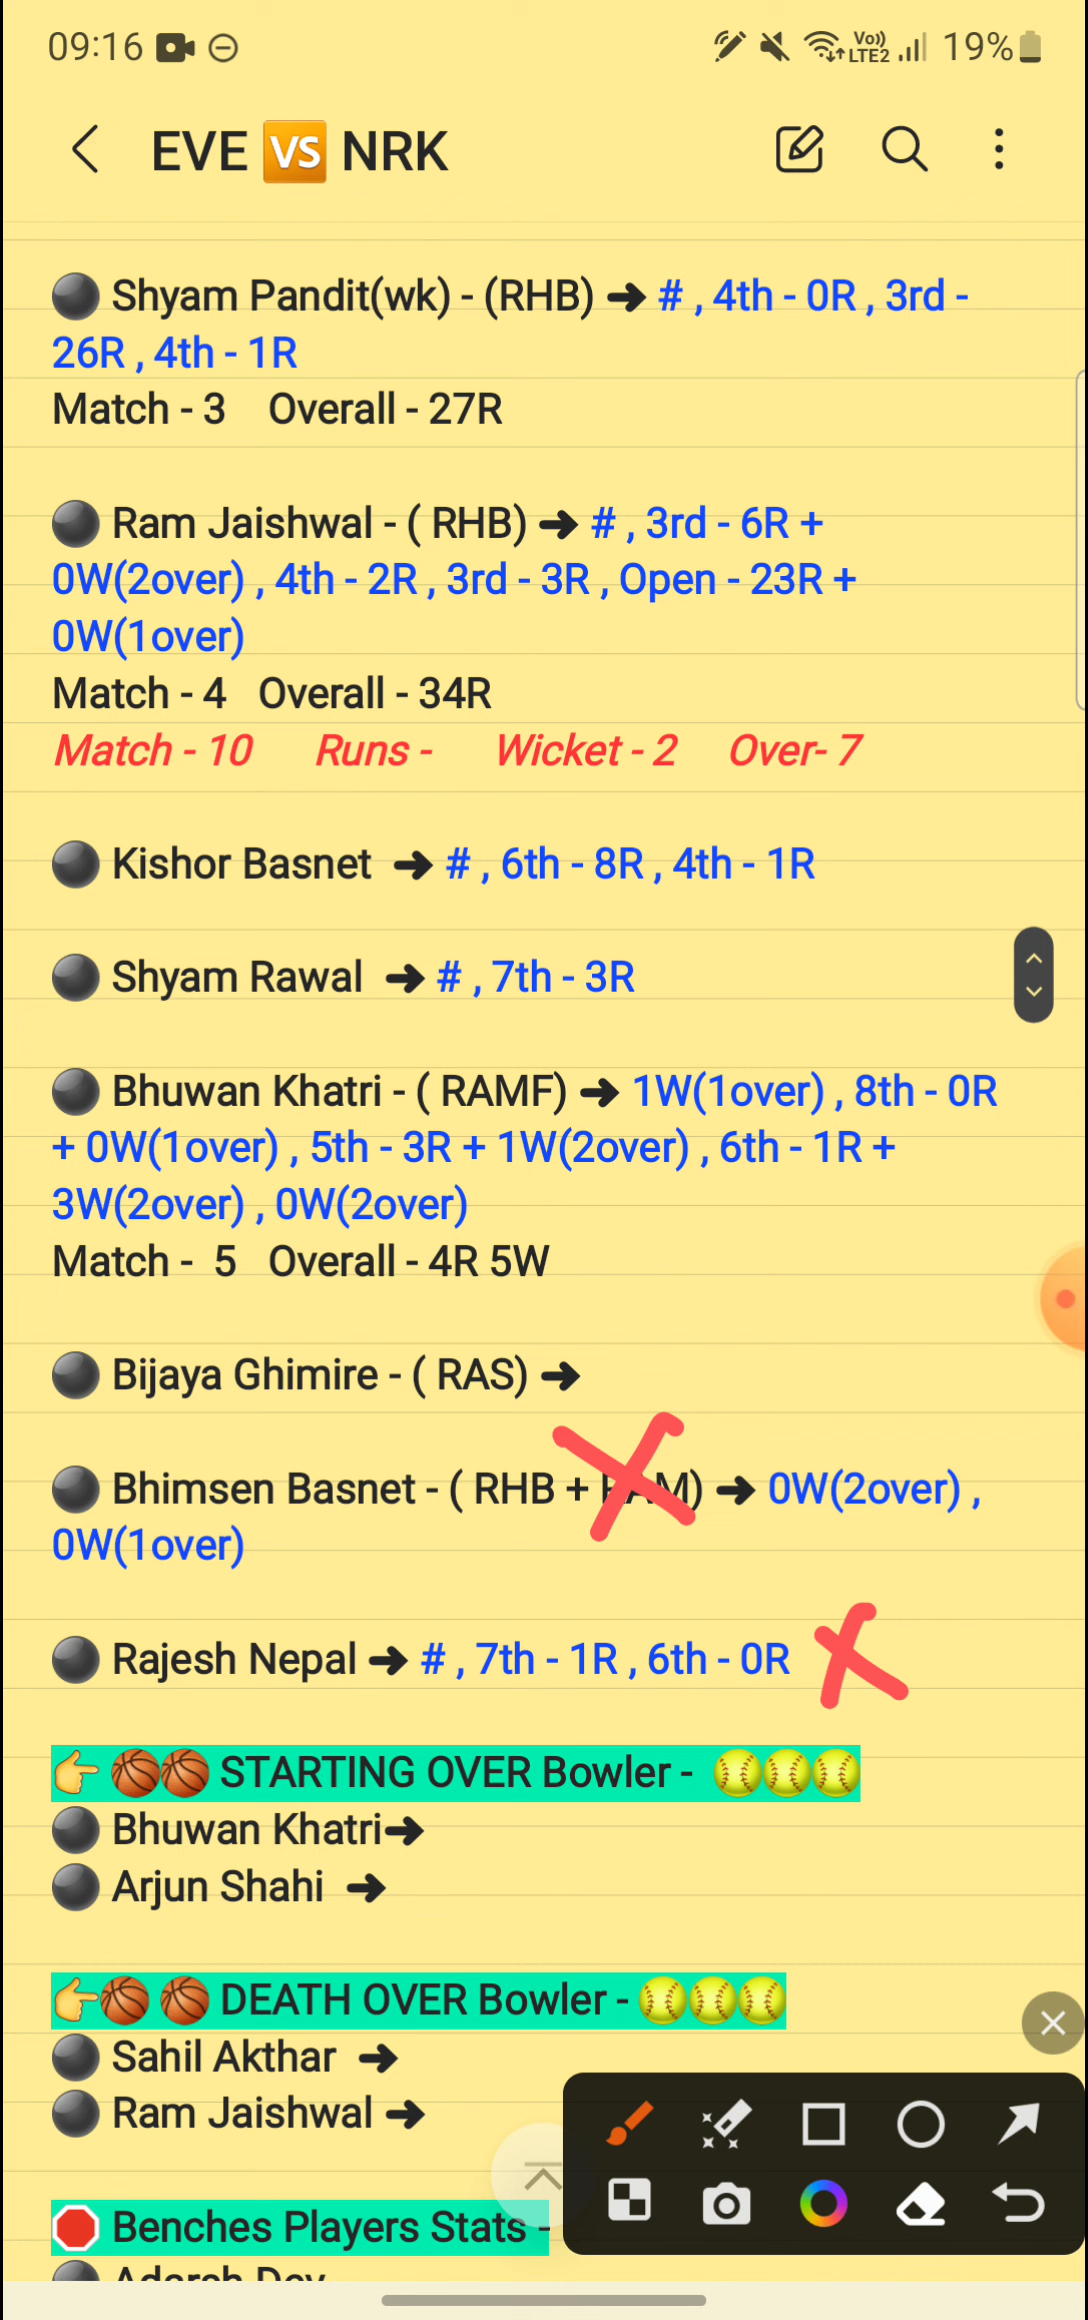 09:16
Vo)) LTE2 19%
EVE VS NRK
Shyam Pandit(wk) - (RHB) ➔ # , 4th - 0R , 3rd -
26R , 4th - 1R
Match - 3 Overall - 27R
Ram Jaishwal - ( RHB) ➔ # , 3rd - 6R +
0W(2over) , 4th - 2R , 3rd - 3R , Open - 23R +
0W(1over)
Match - 4 Overall - 34R
Match - 10 Runs - Wicket - 2 Over- 7
Kishor Basnet ➔ # , 6th - 8R , 4th - 1R
Shyam Rawal ➔ # , 7th - 3R
Bhuwan Khatri - ( RAMF) ➔ 1W(1over) , 8th - 0R
+ 0W(1over) , 5th - 3R + 1W(2over) , 6th - 1R +
3W(2over) , 0W(2over)
Match - 5 Overall - 4R 5W
Bijaya Ghimire - ( RAS) ➔
Bhimsen Basnet - ( RHB + RAM) ➔ 0W(2over) ,
0W(1over)
Rajesh Nepal ➔ # , 7th - 1R , 6th - 0R
STARTING OVER Bowler -
Bhuwan Khatri➔
Arjun Shahi ➔
DEATH OVER Bowler -
Sahil Akthar ➔
Ram Jaishwal ➔
Benches Players Stats -
Adarsh Dev